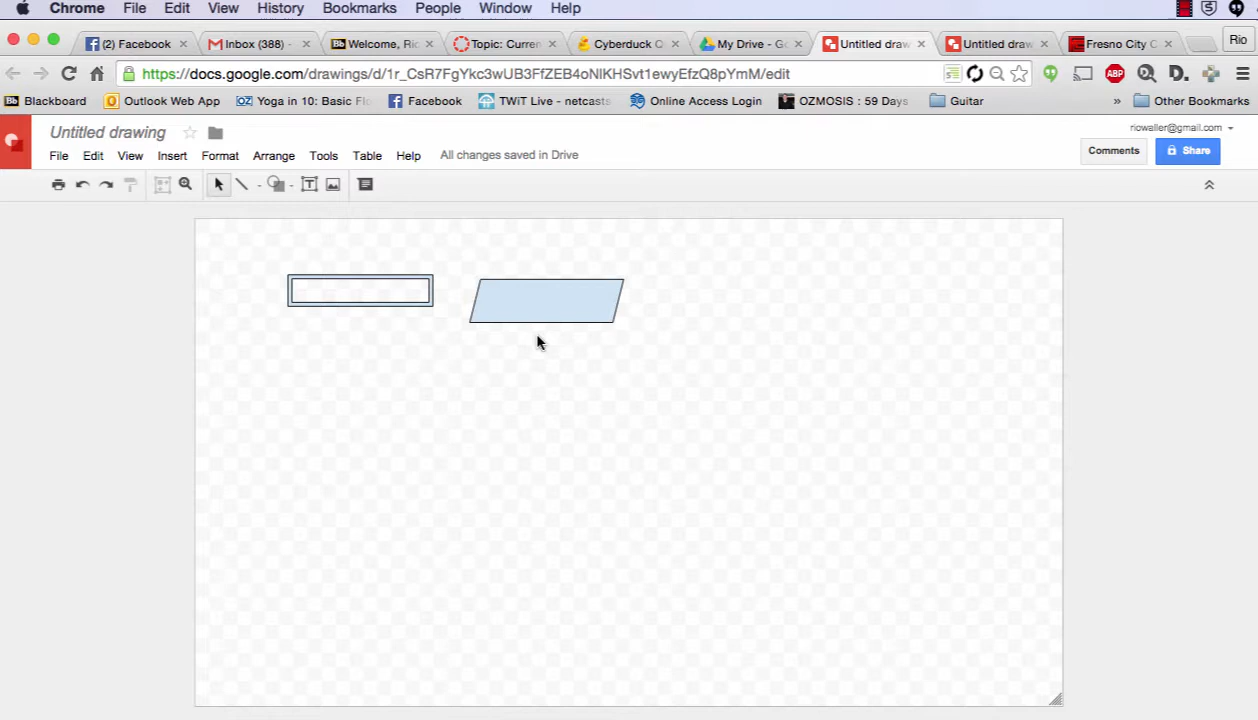 Chrome File Edit View History Bookmarks People Window Help
(2) Facebook Inbox (388) - Welcome, Ric Topic: Curren Cyberduck Q My Drive - Go Untitled draw Untitled draw Fresno City C Rio
https://docs.google.com/drawings/d/1r_CsR7FgYkc3wUB3FfZEB4oNlKHSvt1ewyEfzQ8pYmM/edit ABP D.
Bb Blackboard Outlook Web App OZ Yoga in 10: Basic Flo Facebook TWiT Live - netcasts Online Access Login OZMOSIS : 59 Days Guitar » Other Bookmarks
Untitled drawing riowaller@gmail.com
File Edit View Insert Format Arrange Tools Table Help All changes saved in Drive Comments Share